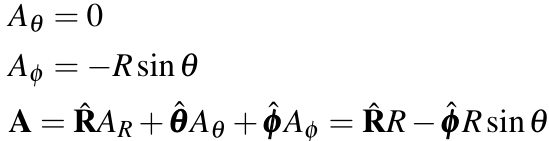 A_θ = 0
A_ϕ = −R sin θ
𝐀 = 𝐑̂A_R + 𝛉̂A_θ + 𝛟̂A_ϕ = 𝐑̂R − 𝛟̂R sin θ